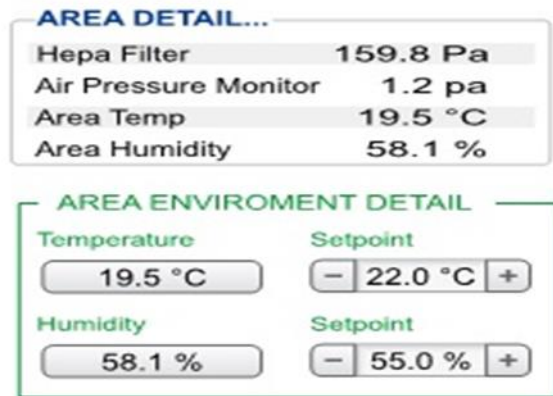 AREA DETAIL...
Hepa Filter 159.8 Pa
Air Pressure Monitor 1.2 pa
Area Temp 19.5 °C
Area Humidity 58.1 %
AREA ENVIROMENT DETAIL
Temperature Setpoint
19.5 °C − 22.0 °C +
Humidity Setpoint
58.1 % − 55.0 % +